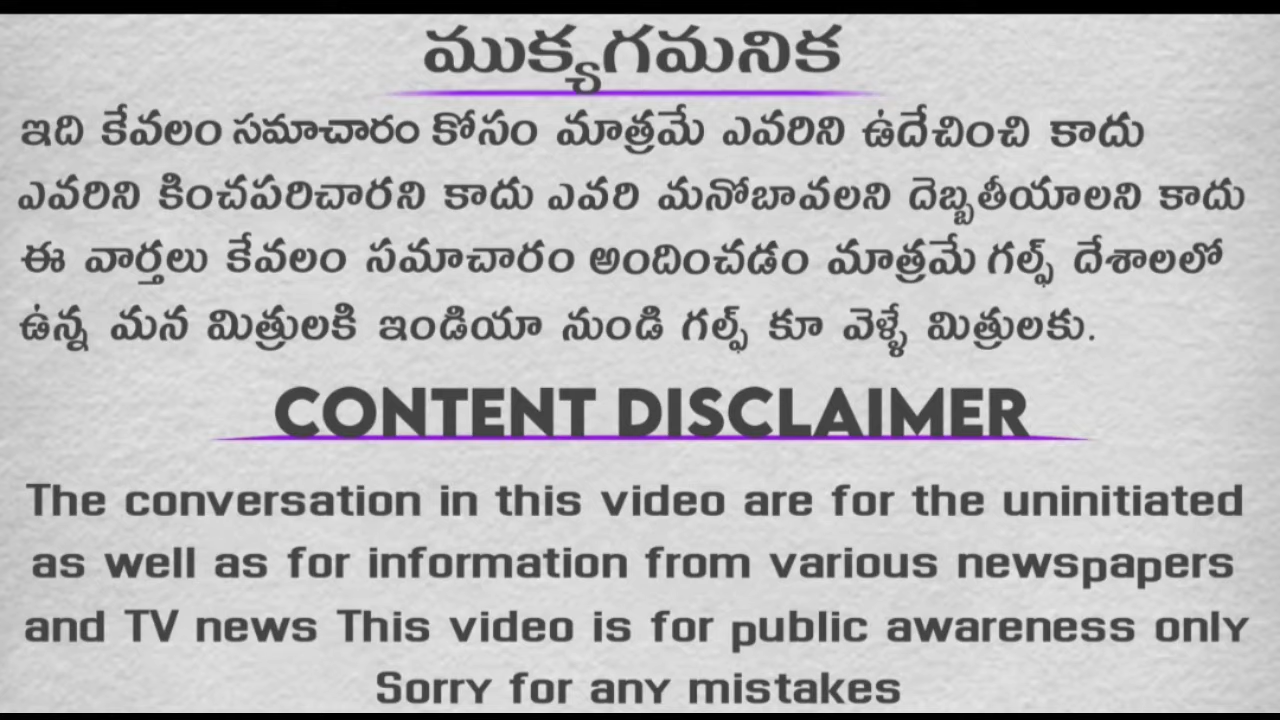 ముక్యగమనిక
ఇది కేవలం సమాచారం కోసం మాత్రమే ఎవరిని ఉదేచించి కాదు
ఎవరిని కించపరిచారని కాదు ఎవరి మనోబావలని దెబ్బతీయాలని కాదు
ఈ వార్తలు కేవలం సమాచారం అందించడం మాత్రమే గల్ఫ్ దేశాలలో
ఉన్న మన మిత్రులకి ఇండియా నుండి గల్ఫ్ కూ వెళ్ళే మిత్రులకు.
CONTENT DISCLAIMER
The conversation in this video are for the uninitiated
as well as for information from various newspapers
and TV news This video is for public awareness only
Sorry for any mistakes